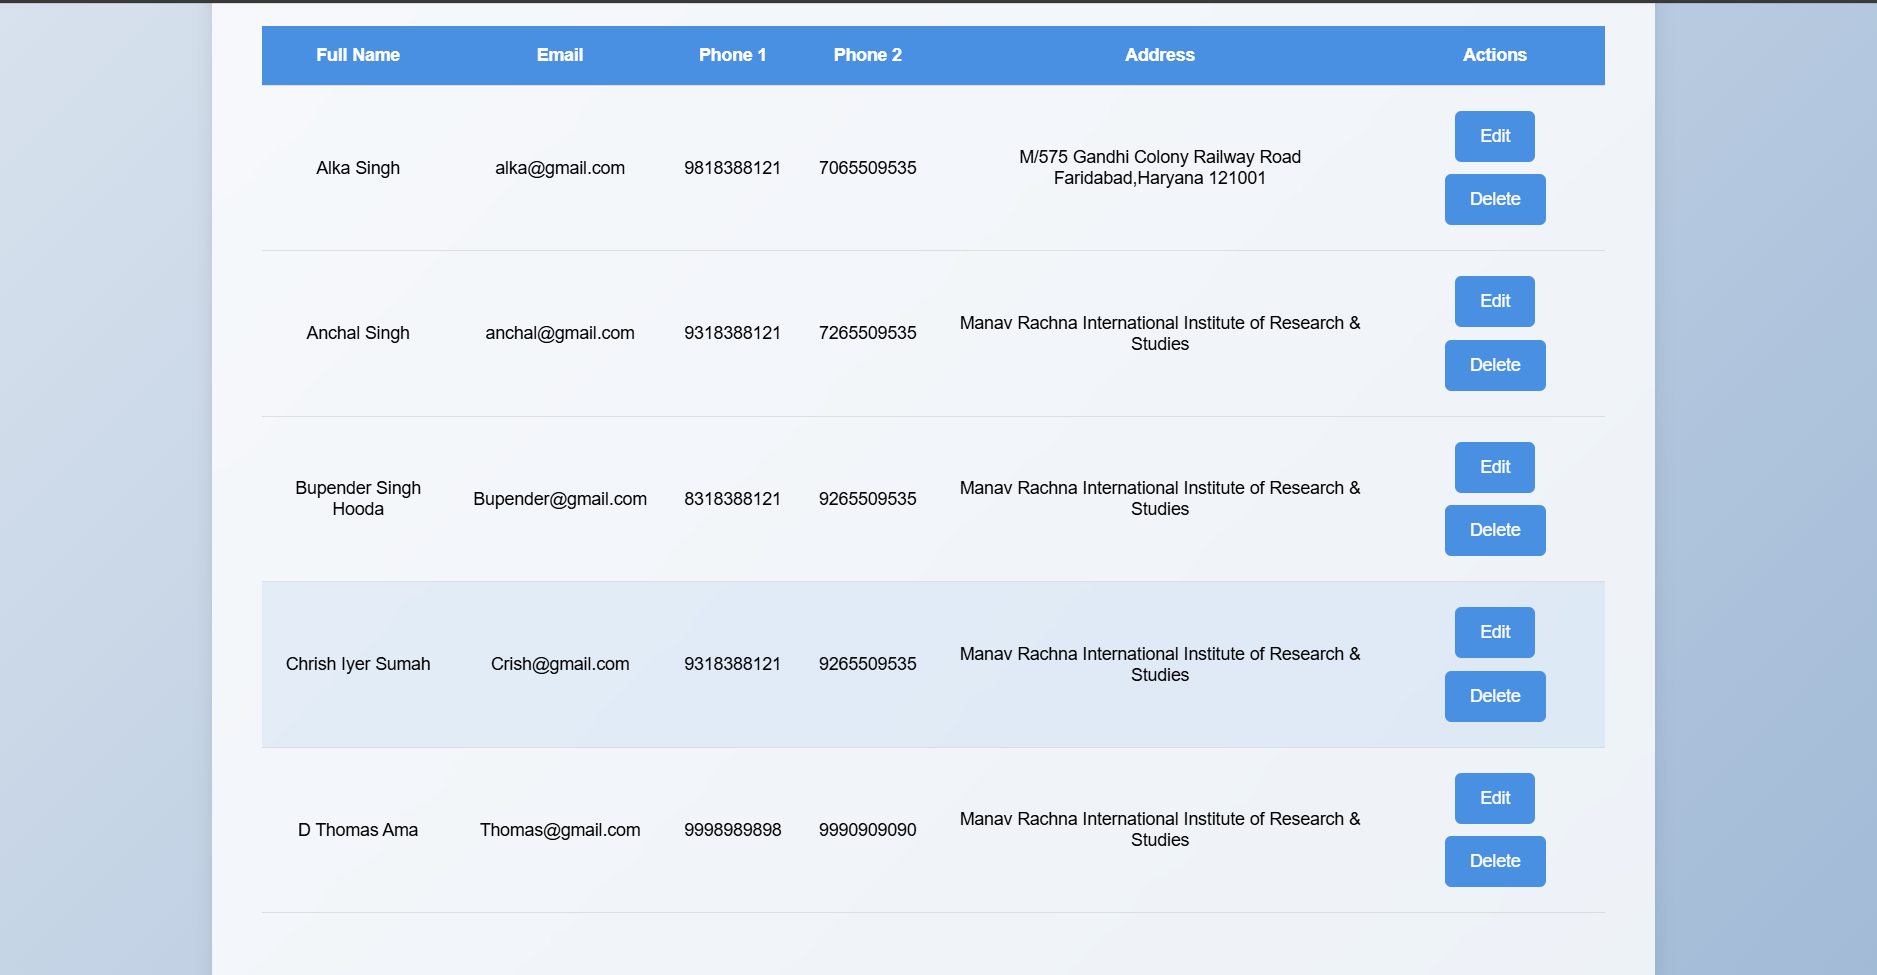 Full Name Email Phone 1 Phone 2 Address Actions
Alka Singh alka@gmail.com 9818388121 7065509535 M/575 Gandhi Colony Railway Road
Faridabad,Haryana 121001
Edit
Delete
Anchal Singh anchal@gmail.com 9318388121 7265509535 Manav Rachna International Institute of Research &
Studies
Edit
Delete
Bupender Singh
Hooda
Bupender@gmail.com 8318388121 9265509535 Manav Rachna International Institute of Research &
Studies
Edit
Delete
Chrish Iyer Sumah Crish@gmail.com 9318388121 9265509535 Manav Rachna International Institute of Research &
Studies
Edit
Delete
D Thomas Ama Thomas@gmail.com 9998989898 9990909090 Manav Rachna International Institute of Research &
Studies
Edit
Delete